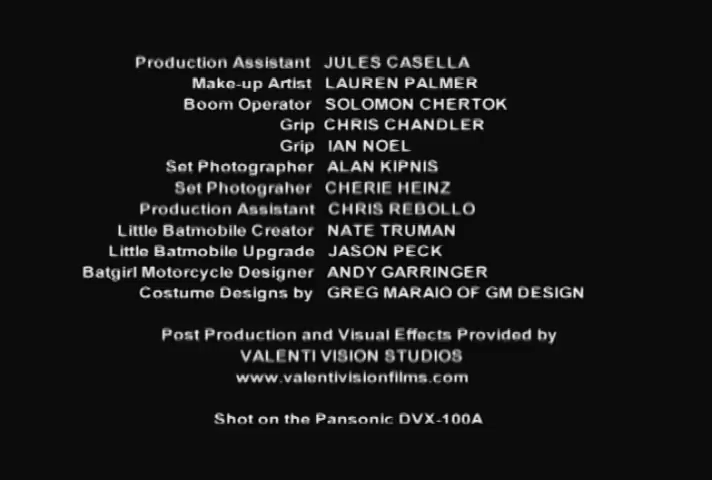 Production Assistant JULES CASELLA
Make-up Artist LAUREN PALMER
Boom Operator SOLOMON CHERTOK
Grip CHRIS CHANDLER
Grip IAN NOEL
Set Photographer ALAN KIPNIS
Set Photograher CHERIE HEINZ
Production Assistant CHRIS REBOLLO
Little Batmobile Creator NATE TRUMAN
Little Batmobile Upgrade JASON PECK
Batgirl Motorcycle Designer ANDY GARRINGER
Costume Designs by GREG MARAIO OF GM DESIGN
Post Production and Visual Effects Provided by
VALENTI VISION STUDIOS
www.valentivisionfilms.com
Shot on the Pansonic DVX-100A